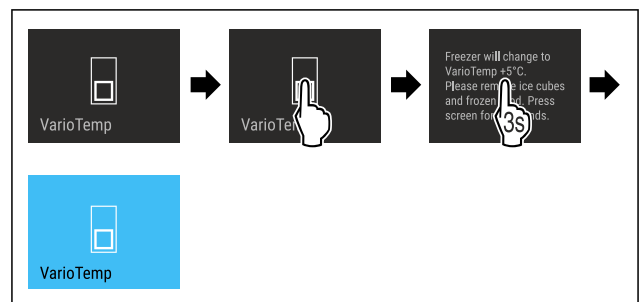 VarioTemp
VarioTe
Freezer will change to
VarioTemp +5°C.
Please ice cubes
and frozen Press
screen
3s
VarioTemp